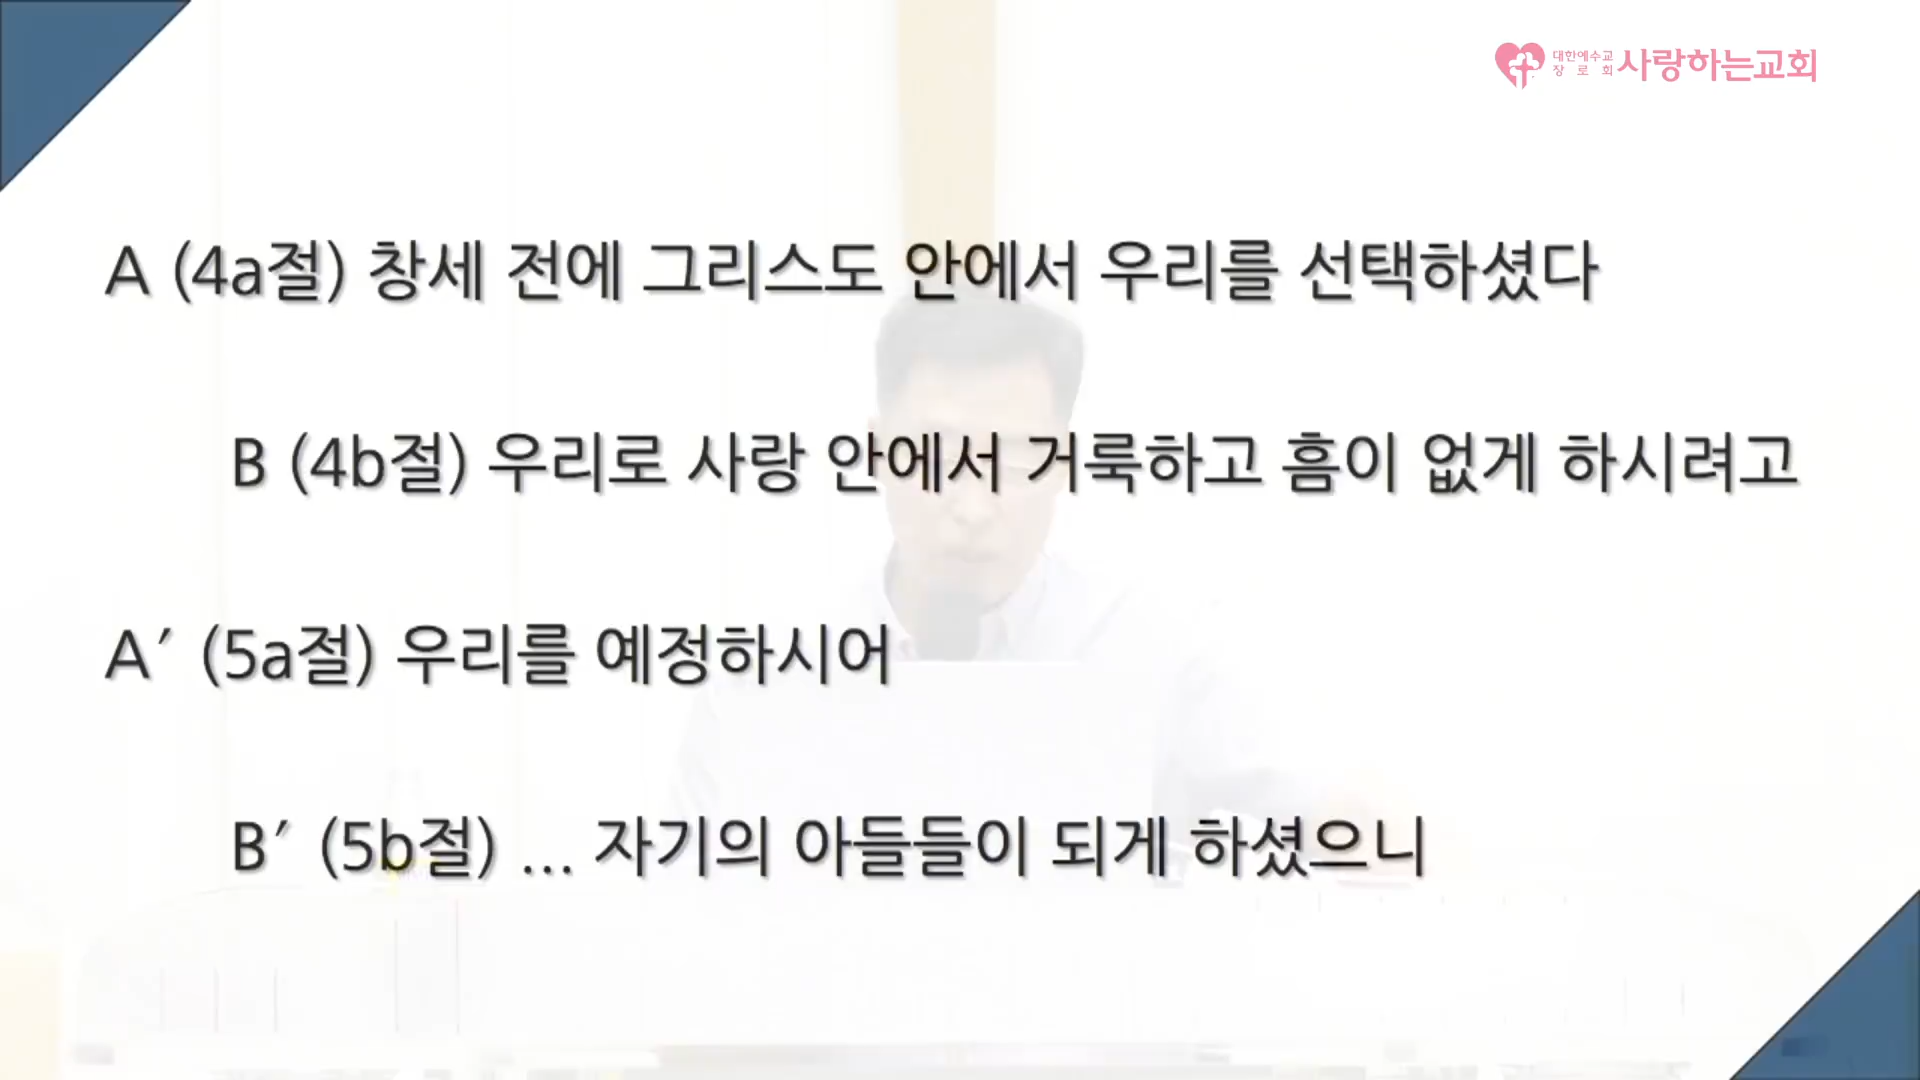 대한예수교
장로회 사랑하는교회
A (4a절) 창세 전에 그리스도 안에서 우리를 선택하셨다
B (4b절) 우리로 사랑 안에서 거룩하고 흠이 없게 하시려고
A′ (5a절) 우리를 예정하시어
B′ (5b절) ... 자기의 아들들이 되게 하셨으니